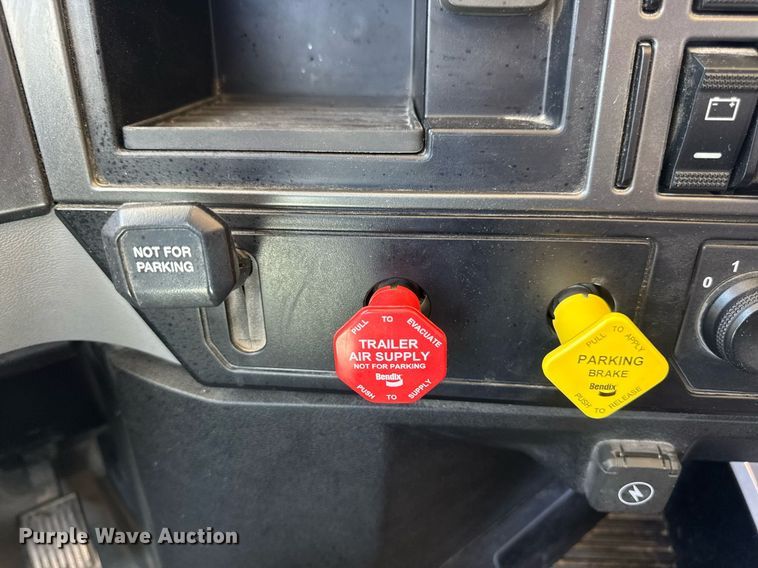 NOT FOR
PARKING
PULL TO EVACUATE
TRAILER
AIR SUPPLY
NOT FOR PARKING
Bendix
PUSH TO SUPPLY
PULL TO APPLY
PARKING
BRAKE
Bendix
PUSH TO RELEASE
0 1
Purple Wave Auction